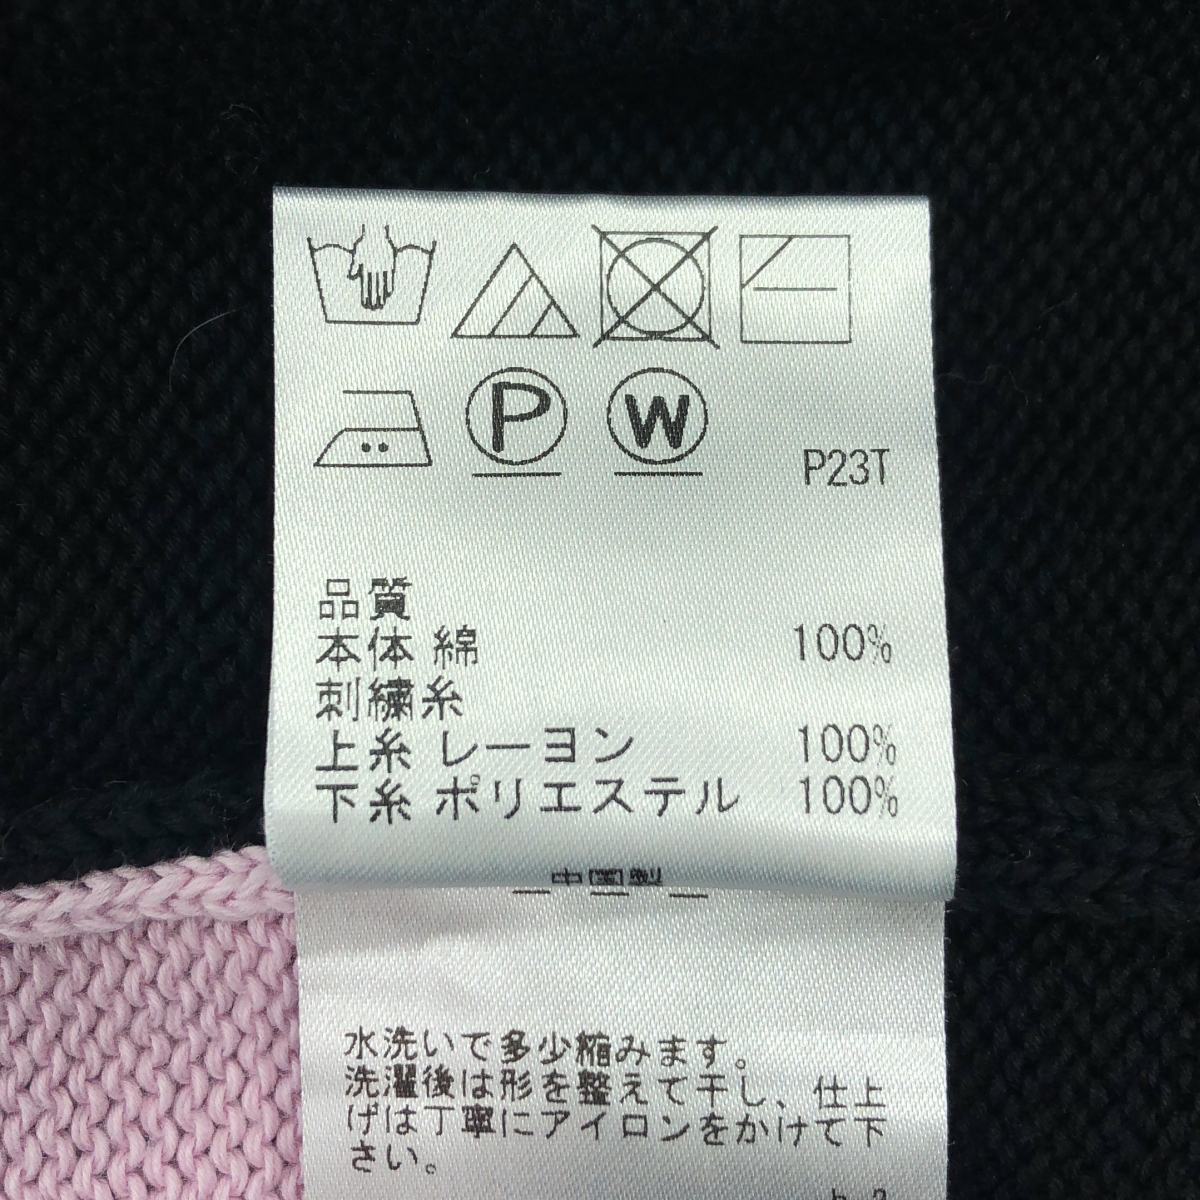 P W
P23T
品質
本体 綿 100%
刺繍糸
上糸 レーヨン 100%
下糸 ポリエステル 100%
水洗いで多少縮みます。
洗濯後は形を整えて干し、仕上
げは丁寧にアイロンをかけて下
さい。